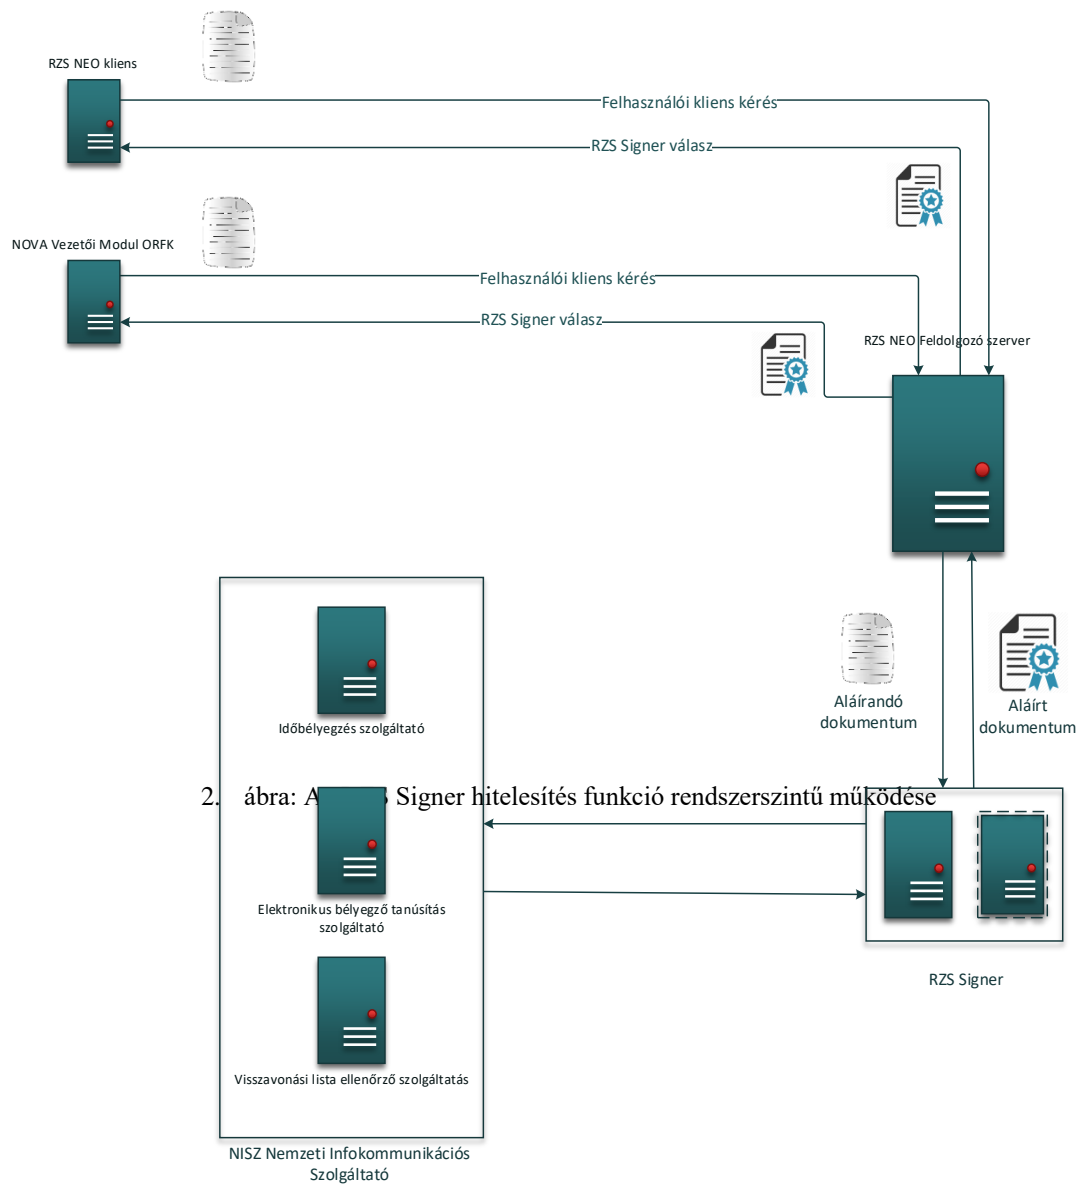 RZS NEO kliens
Felhasználói kliens kérés
RZS Signer válasz
NOVA Vezetői Modul ORFK
Felhasználói kliens kérés
RZS Signer válasz
RZS NEO Feldolgozó szerver
Aláírandó
dokumentum
Aláírt
dokumentum
Időbélyegzés szolgáltató
2. ábra: A Signer hitelesítés funkció rendszerszintű működése
Elektronikus bélyegző tanúsítás
szolgáltató
RZS Signer
Visszavonási lista ellenőrző szolgáltatás
NISZ Nemzeti Infokommunikációs
Szolgáltató